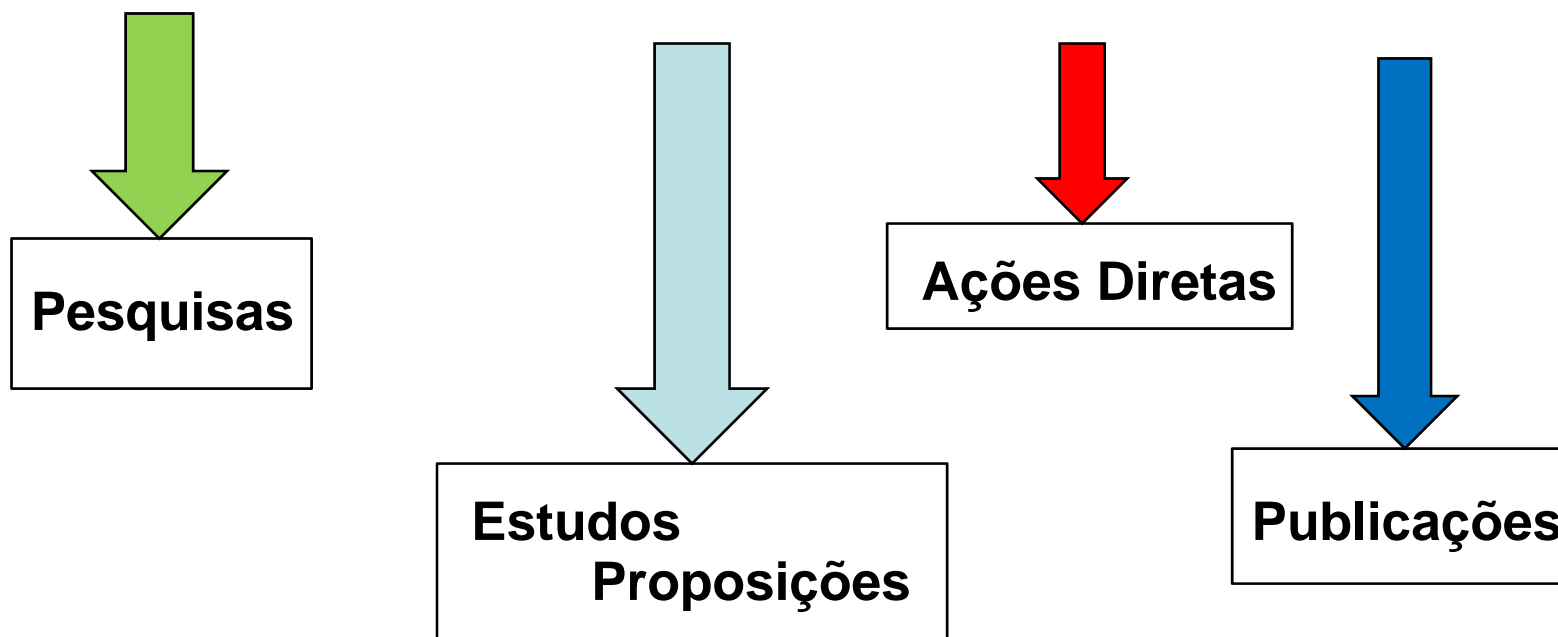 Pesquisas
Estudos
Proposições
Ações Diretas
Publicações